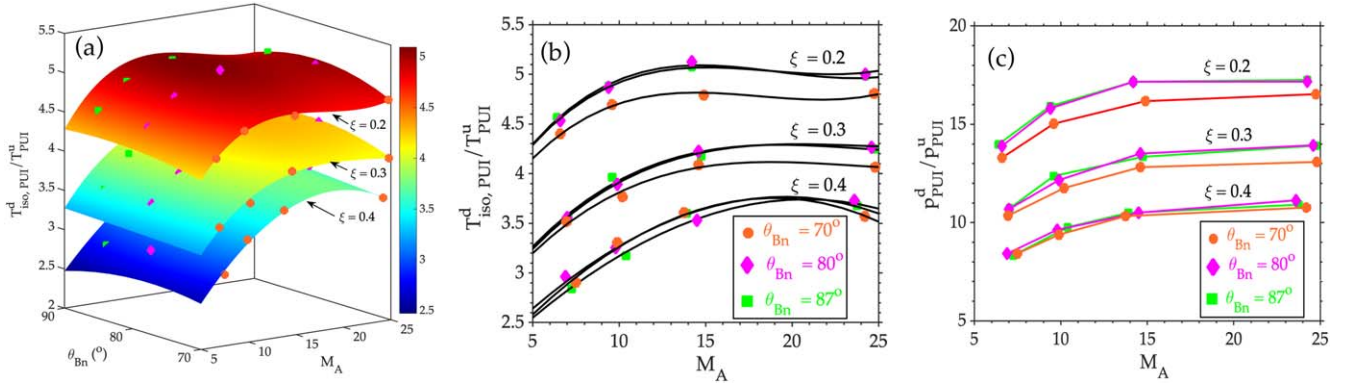 (a)
5.5
5
4.5
4
3.5
3
2.5
2
T^d_iso, PUI/T^u_PUI
90
80
70
θ_Bn (°)
5
10
15
20
25
M_A
ξ = 0.2
ξ = 0.3
ξ = 0.4
5
4.5
4
3.5
3
2.5
(b)
5.5
5
4.5
4
3.5
3
2.5
T^d_iso, PUI/T^u_PUI
ξ = 0.2
ξ = 0.3
ξ = 0.4
θ_Bn = 70°
θ_Bn = 80°
θ_Bn = 87°
5 10 15 20 25
M_A
(c)
20
15
10
5
p^d_PUI/p^u_PUI
ξ = 0.2
ξ = 0.3
ξ = 0.4
θ_Bn = 70°
θ_Bn = 80°
θ_Bn = 87°
5 10 15 20 25
M_A